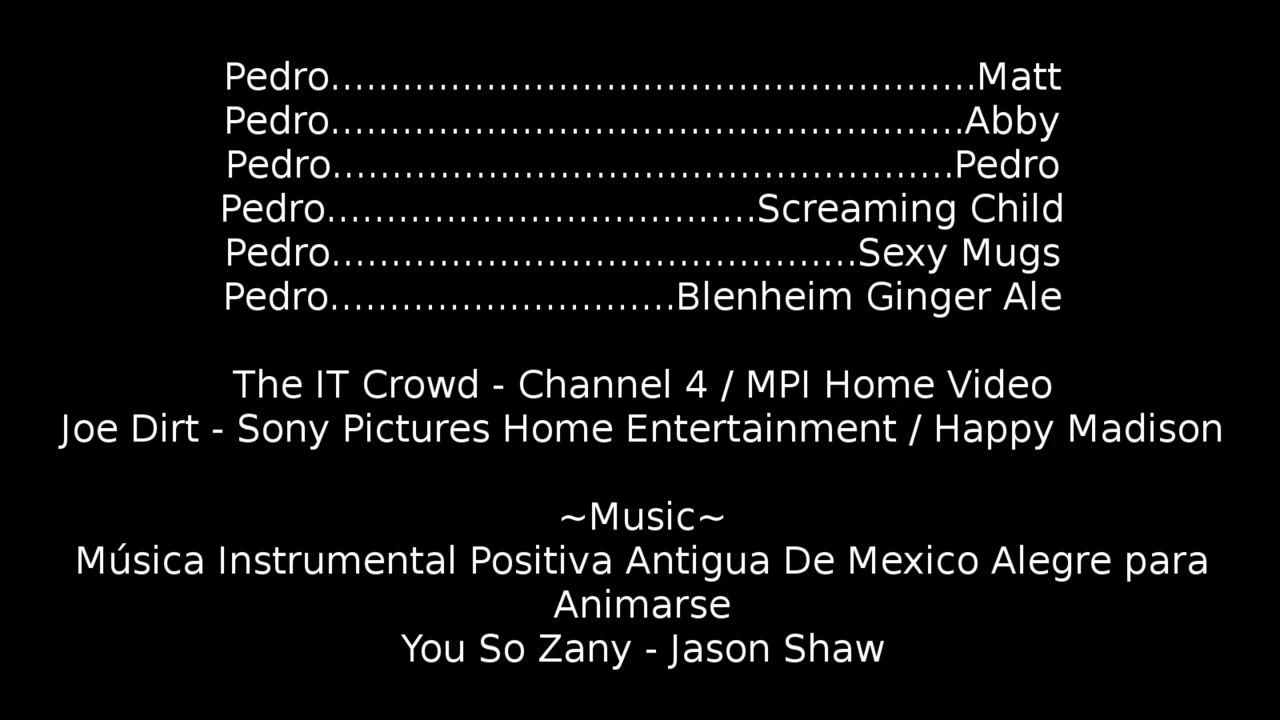 Pedro......................................................Matt
Pedro.....................................................Abby
Pedro....................................................Pedro
Pedro....................................Screaming Child
Pedro............................................Sexy Mugs
Pedro.............................Blenheim Ginger Ale
The IT Crowd - Channel 4 / MPI Home Video
Joe Dirt - Sony Pictures Home Entertainment / Happy Madison
~Music~
Música Instrumental Positiva Antigua De Mexico Alegre para
Animarse
You So Zany - Jason Shaw